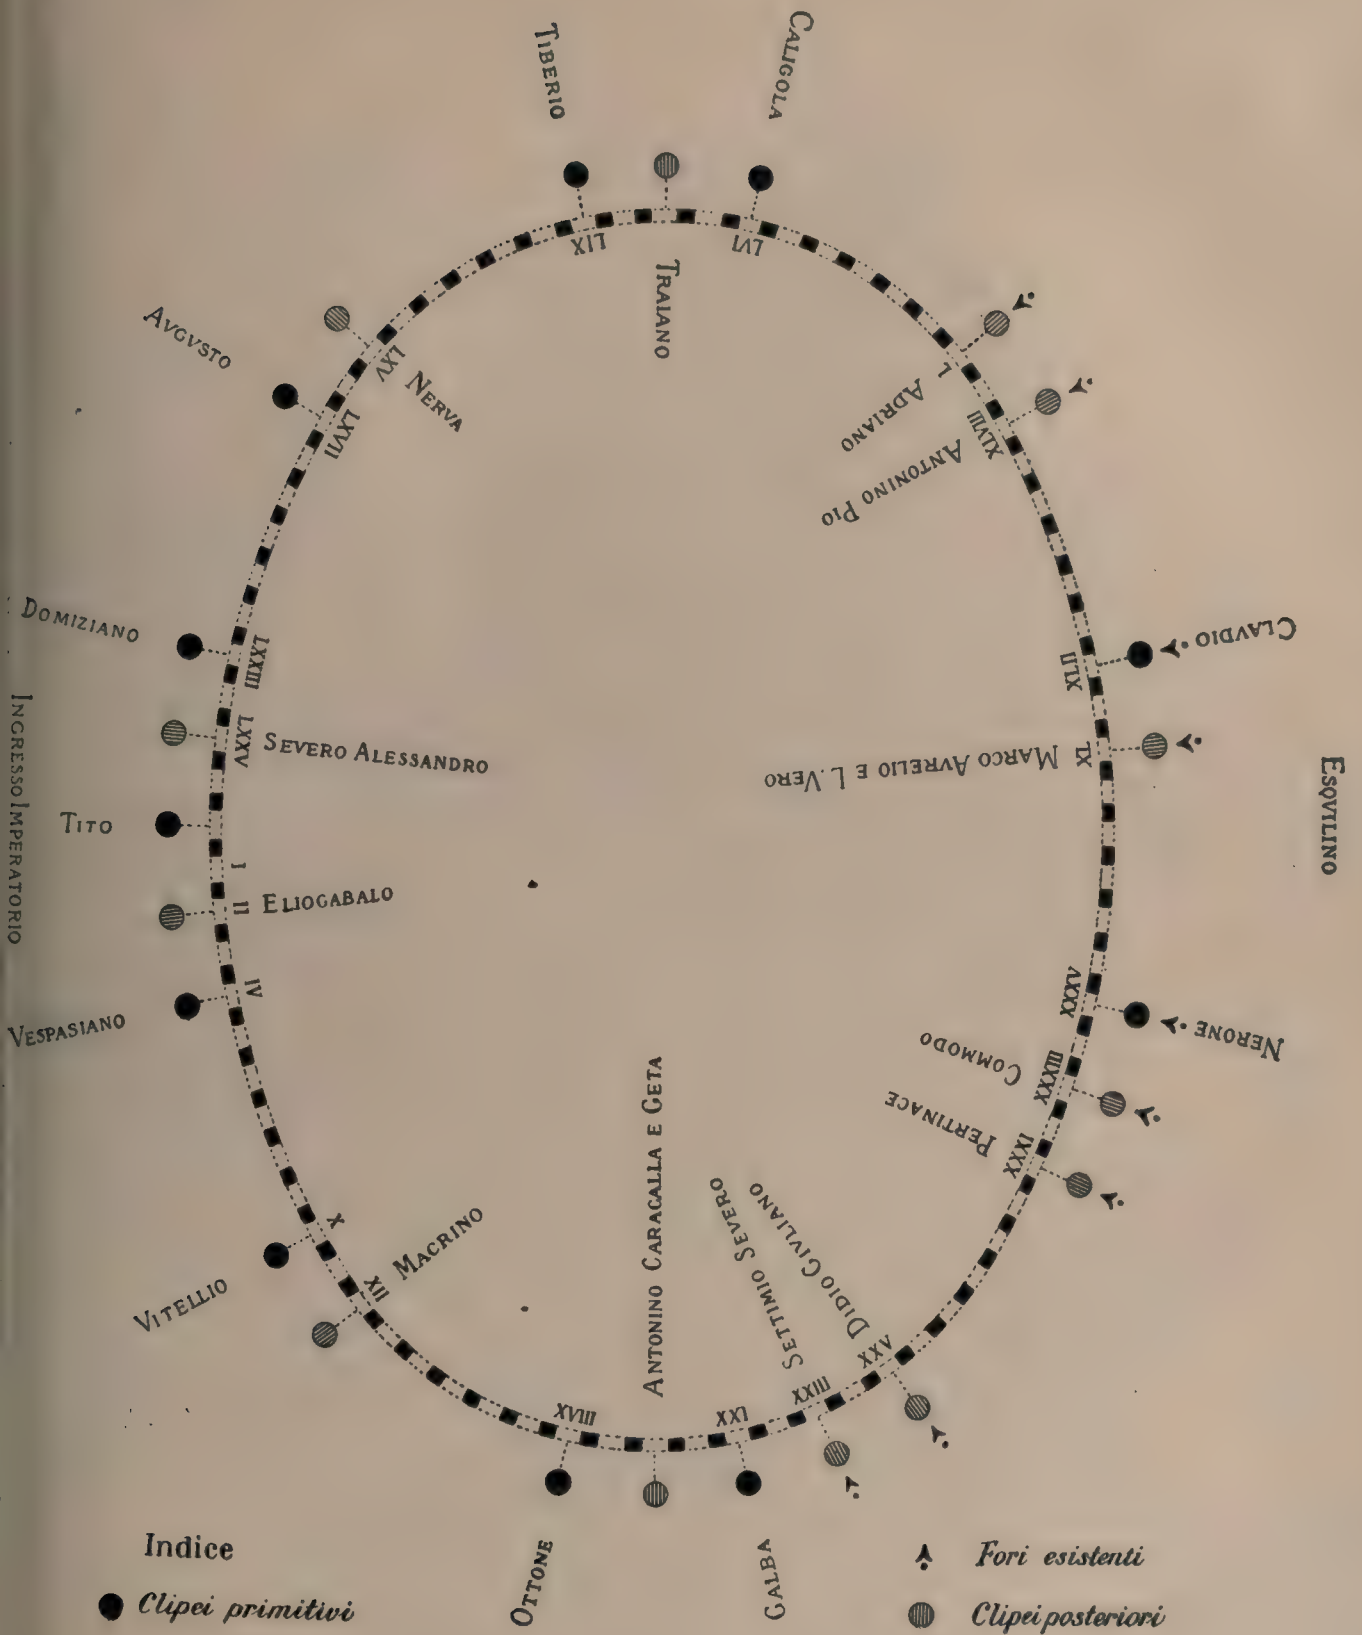 TIBERIO
CALIGOLA
LIX
LVI
TRAIANO
AVGVSTO
LXV
NERVA
LXVII
L
ADRIANO
XLVIII
ANTONINO PIO
DOMIZIANO
LXXIII
CLAVDIO
XLII
LXXV
SEVERO ALESSANDRO
XL
MARCO AVRELIO E L. VERO
INGRESSO IMPERATORIO
ESQVILINO
TITO
I
II
ELIOGABALO
IV
VESPASIANO
XXXV
NERONE
COMMODO
XXXIII
PERTINACE
XXXI
ANTONINO CARACALLA E GETA
SETTIMIO SEVERO
DIDIO GIVLIANO
X
VITELLIO
XII
MACRINO
XVIII
XXI
XXIII
XXV
OTTONE
GALBA
Indice
Clipei primitivi
Fori esistenti
Clipei posteriori